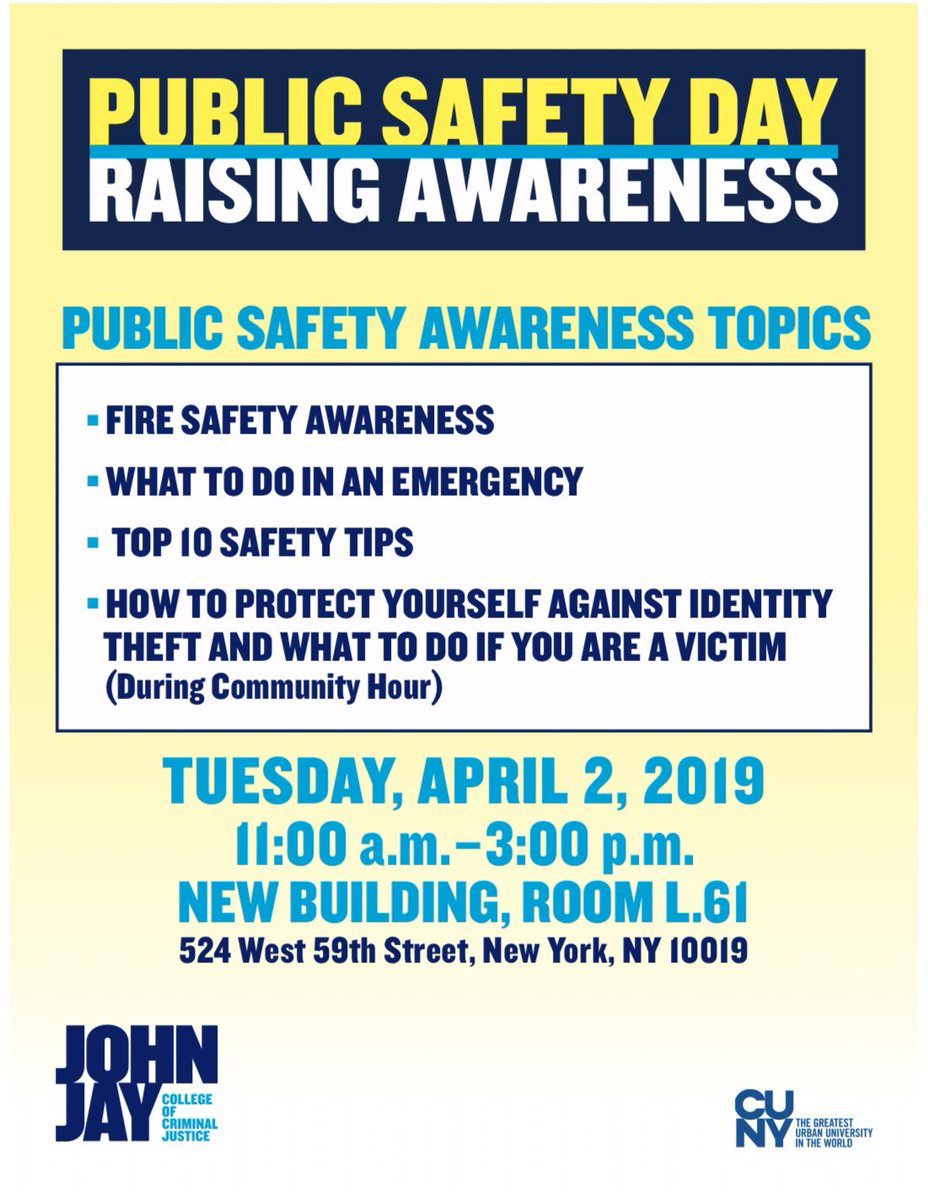 PUBLIC SAFETY DAY
RAISING AWARENESS
PUBLIC SAFETY AWARENESS TOPICS
▪ FIRE SAFETY AWARENESS
▪ WHAT TO DO IN AN EMERGENCY
▪ TOP 10 SAFETY TIPS
▪ HOW TO PROTECT YOURSELF AGAINST IDENTITY
THEFT AND WHAT TO DO IF YOU ARE A VICTIM
(During Community Hour)
TUESDAY, APRIL 2, 2019
11:00 a.m.–3:00 p.m.
NEW BUILDING, ROOM L.61
524 West 59th Street, New York, NY 10019
JOHN
JAY
COLLEGE
OF
CRIMINAL
JUSTICE
CU
NY
THE GREATEST
URBAN UNIVERSITY
IN THE WORLD